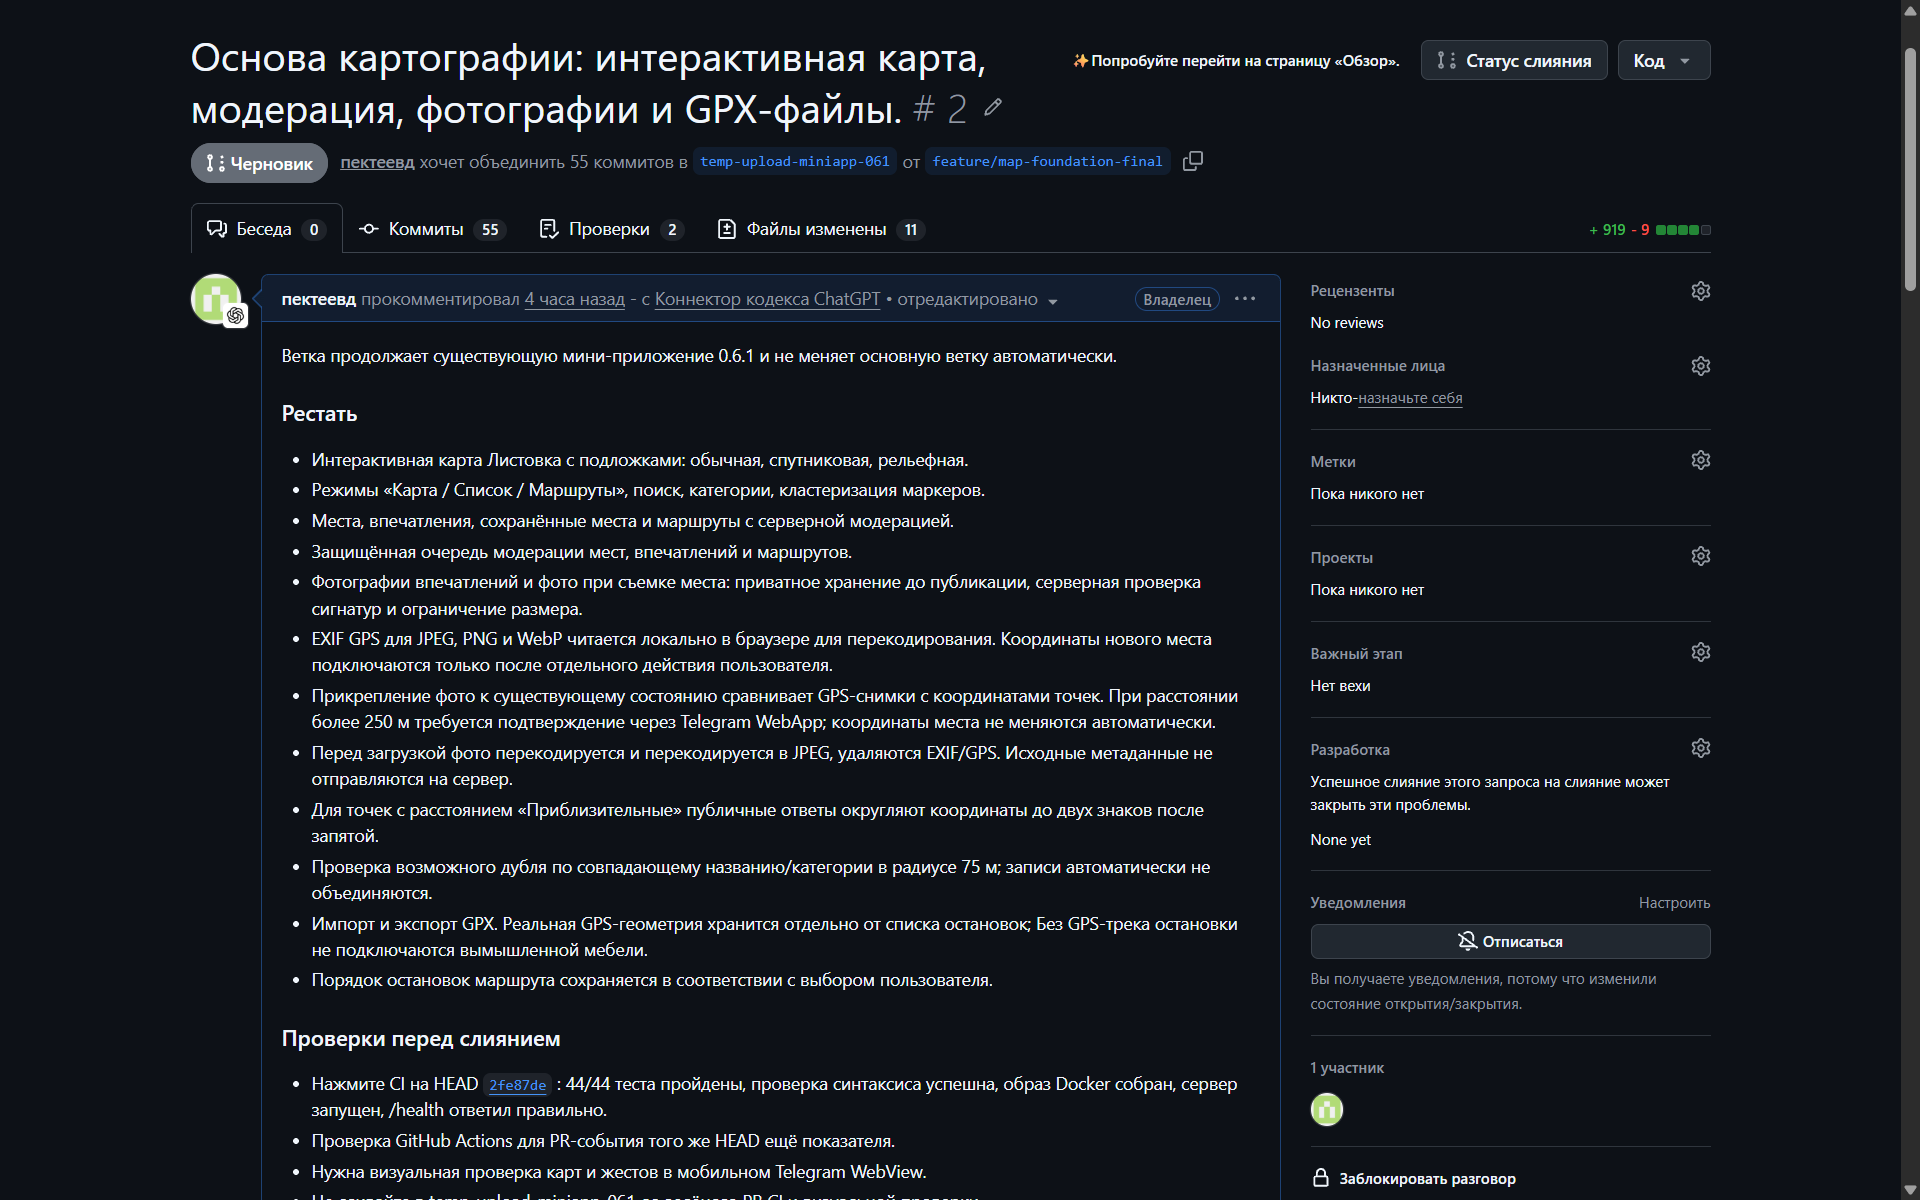 Основа картографии: интерактивная карта,
модерация, фотографии и GPX-файлы. # 2
✨Попробуйте перейти на страницу «Обзор».
Статус слияния
Код
Черновик
пектеевд хочет объединить 55 коммитов в temp-upload-miniapp-061 от feature/map-foundation-final
Беседа 0
Коммиты 55
Проверки 2
Файлы изменены 11
+ 919 - 9
пектеевд прокомментировал 4 часа назад - с Коннектор кодекса ChatGPT • отредактировано
Владелец
Ветка продолжает существующую мини-приложение 0.6.1 и не меняет основную ветку автоматически.
Рестать
• Интерактивная карта Листовка с подложками: обычная, спутниковая, рельефная.
• Режимы «Карта / Список / Маршруты», поиск, категории, кластеризация маркеров.
• Места, впечатления, сохранённые места и маршруты с серверной модерацией.
• Защищённая очередь модерации мест, впечатлений и маршрутов.
• Фотографии впечатлений и фото при съемке места: приватное хранение до публикации, серверная проверка
сигнатур и ограничение размера.
• EXIF GPS для JPEG, PNG и WebP читается локально в браузере для перекодирования. Координаты нового места
подключаются только после отдельного действия пользователя.
• Прикрепление фото к существующему состоянию сравнивает GPS-снимки с координатами точек. При расстоянии
более 250 м требуется подтверждение через Telegram WebApp; координаты места не меняются автоматически.
• Перед загрузкой фото перекодируется и перекодируется в JPEG, удаляются EXIF/GPS. Исходные метаданные не
отправляются на сервер.
• Для точек с расстоянием «Приблизительные» публичные ответы округляют координаты до двух знаков после
запятой.
• Проверка возможного дубля по совпадающему названию/категории в радиусе 75 м; записи автоматически не
объединяются.
• Импорт и экспорт GPX. Реальная GPS-геометрия хранится отдельно от списка остановок; Без GPS-трека остановки
не подключаются вымышленной мебели.
• Порядок остановок маршрута сохраняется в соответствии с выбором пользователя.
Проверки перед слиянием
• Нажмите CI на HEAD 2fe87de : 44/44 теста пройдены, проверка синтаксиса успешна, образ Docker собран, сервер
запущен, /health ответил правильно.
• Проверка GitHub Actions для PR-события того же HEAD ещё показателя.
• Нужна визуальная проверка карт и жестов в мобильном Telegram WebView.
Рецензенты
No reviews
Назначенные лица
Никто-назначьте себя
Метки
Пока никого нет
Проекты
Пока никого нет
Важный этап
Нет вехи
Разработка
Успешное слияние этого запроса на слияние может
закрыть эти проблемы.
None yet
Уведомления
Настроить
Отписаться
Вы получаете уведомления, потому что изменили
состояние открытия/закрытия.
1 участник
Заблокировать разговор